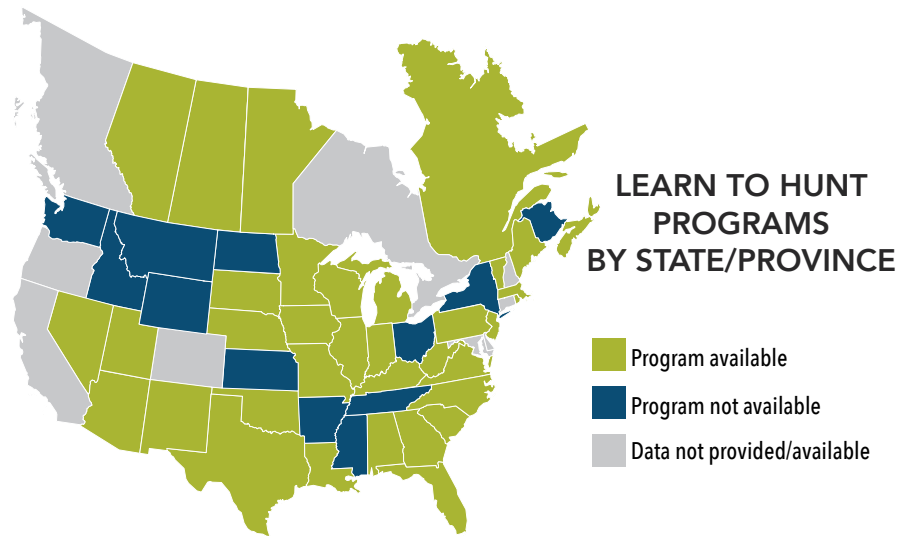 LEARN TO HUNT
PROGRAMS
BY STATE/PROVINCE
Program available
Program not available
Data not provided/available